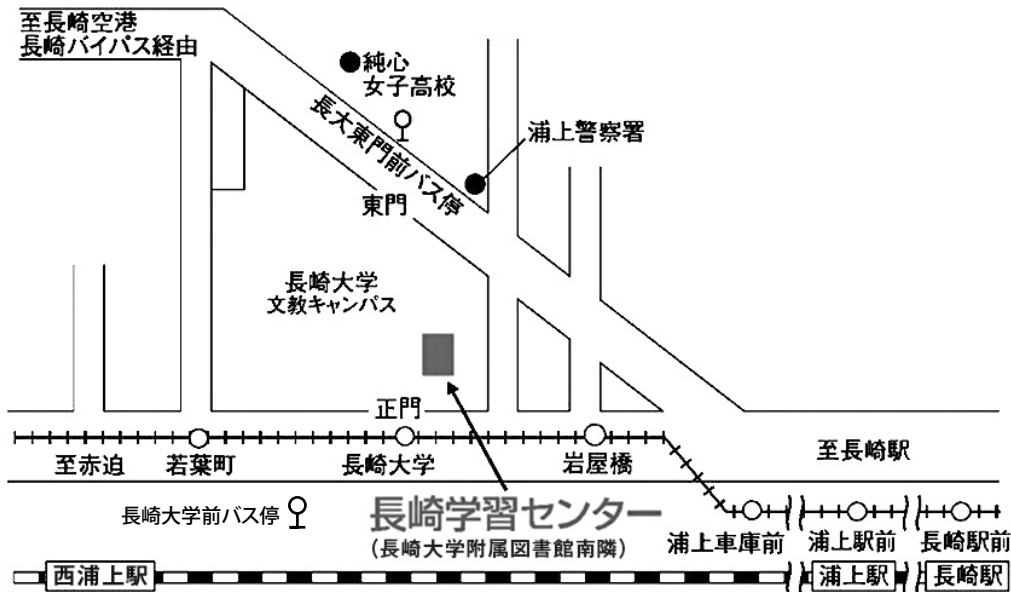 至長崎空港
長崎バイパス経由
純心
女子高校
長大東門前バス停
浦上警察署
東門
長崎大学
文教キャンパス
正門
至赤迫
若葉町
長崎大学
岩屋橋
至長崎駅
長崎大学前バス停
長崎学習センター
(長崎大学附属図書館南隣)
浦上車庫前
浦上駅前
長崎駅前
西浦上駅
浦上駅
長崎駅